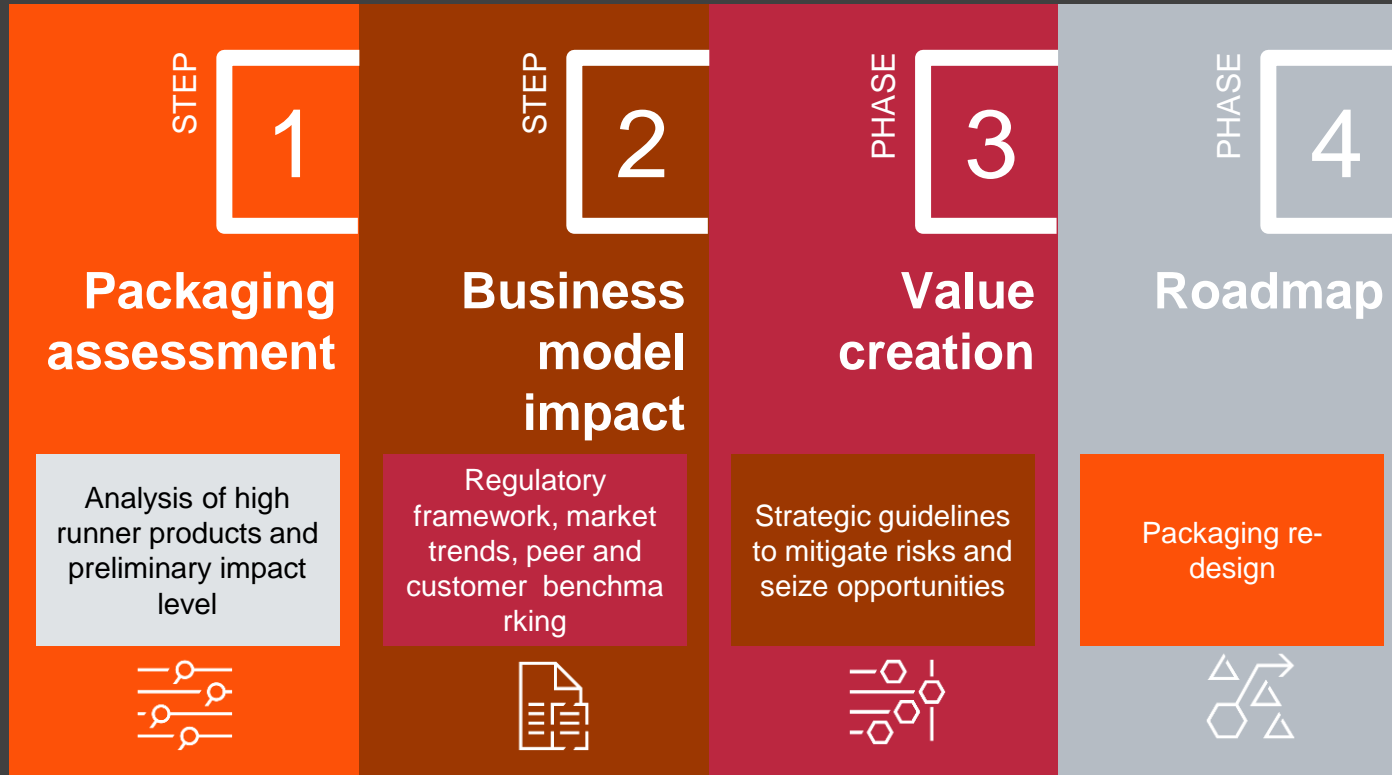 STEP
1
Packaging
assessment
Analysis of high
runner products and
preliminary impact
level
STEP
2
Business
model
impact
Regulatory
framework, market
trends, peer and
customer benchma
rking
PHASE
3
Value
creation
Strategic guidelines
to mitigate risks and
seize opportunities
PHASE
4
Roadmap
Packaging re-
design